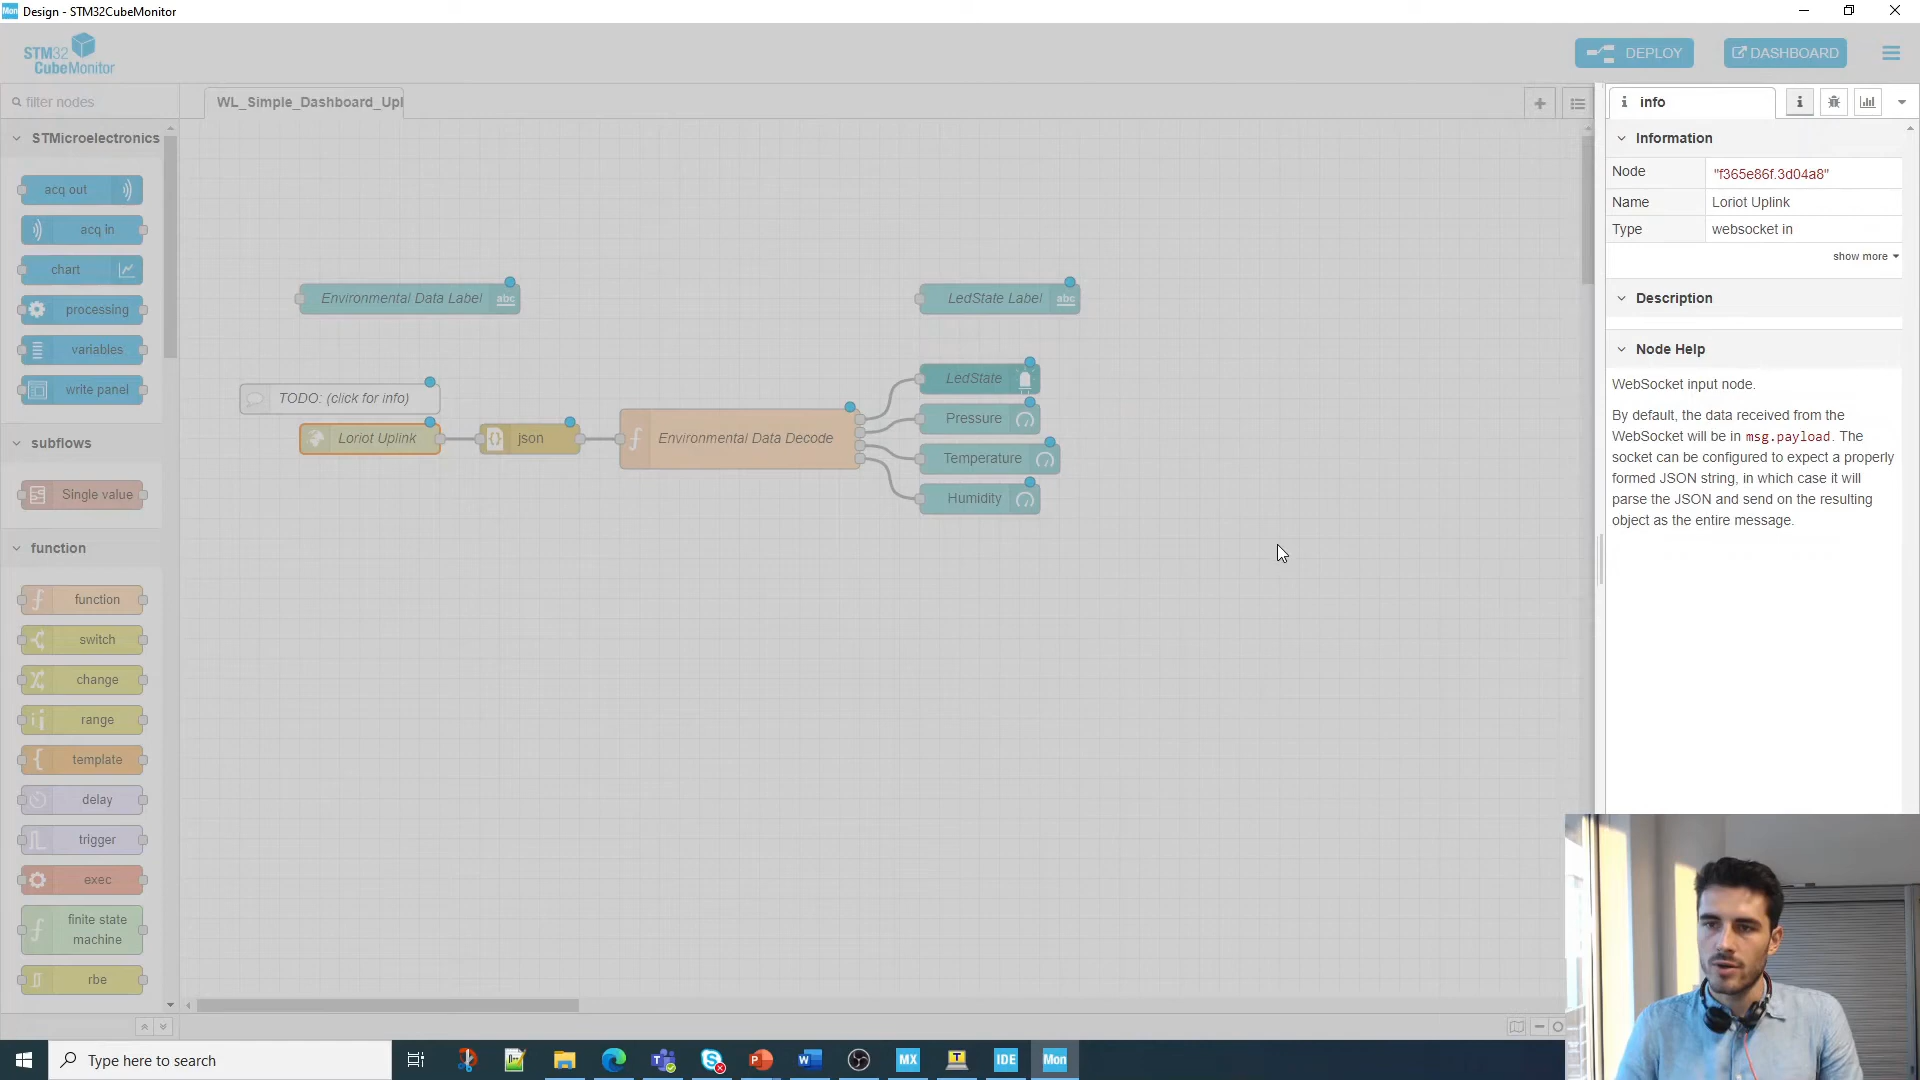 Mon Design - STM32CubeMonitor
STM32
CubeMonitor
DEPLOY
DASHBOARD
filter nodes
WL_Simple_Dashboard_Upl
i info
STMicroelectronics
acq out
acq in
chart
processing
variables
write panel
subflows
Single value
function
function
switch
change
range
template
delay
trigger
exec
finite state
machine
rbe
Environmental Data Label abc
LedState Label abc
TODO: (click for info)
Loriot Uplink
json
Environmental Data Decode
LedState
Pressure
Temperature
Humidity
Information
Node "f365e86f.3d04a8"
Name Loriot Uplink
Type websocket in
show more
Description
Node Help
WebSocket input node.
By default, the data received from the
WebSocket will be in msg.payload. The
socket can be configured to expect a properly
formed JSON string, in which case it will
parse the JSON and send on the resulting
object as the entire message.
Type here to search
MX
IDE
Mon